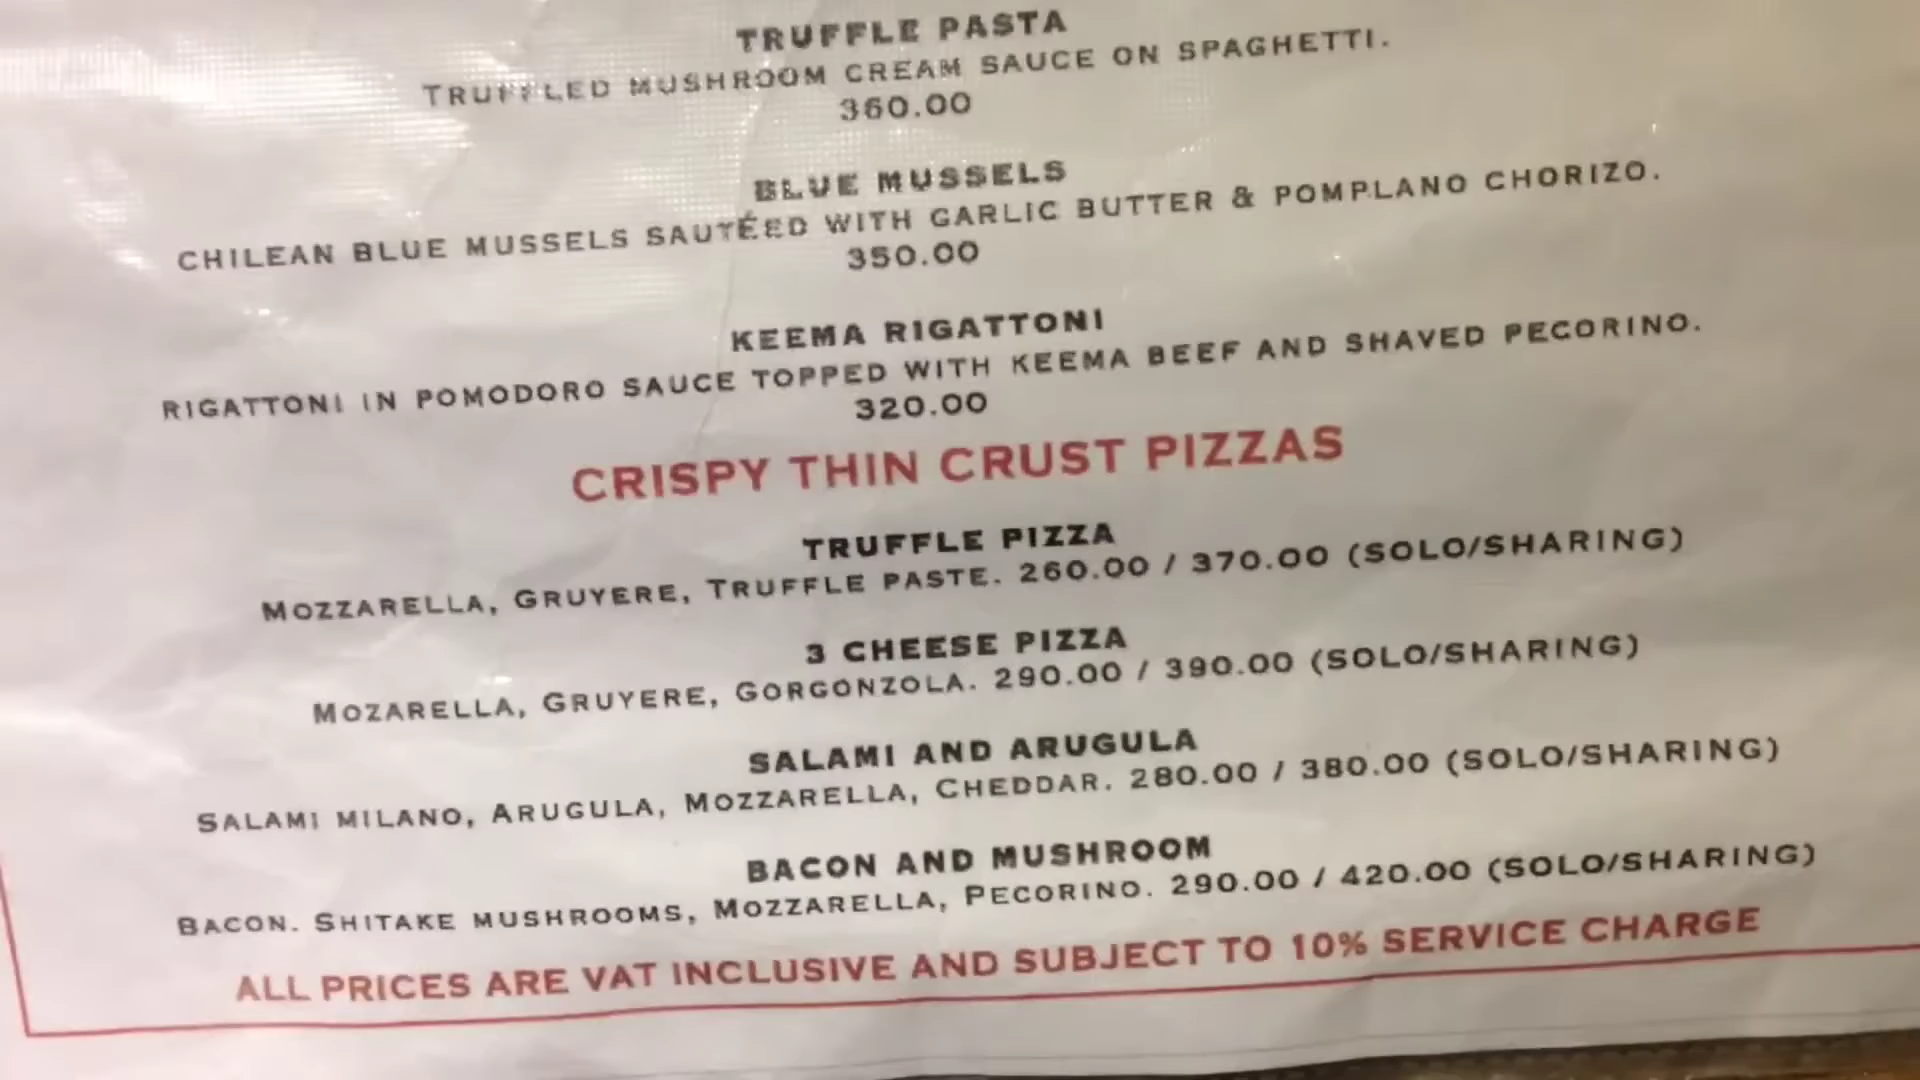 TRUFFLE PASTA
TRUFFLED MUSHROOM CREAM SAUCE ON SPAGHETTI.
360.00
BLUE MUSSELS
CHILEAN BLUE MUSSELS SAUTÉED WITH GARLIC BUTTER & POMPLANO CHORIZO.
350.00
KEEMA RIGATTONI
RIGATTONI IN POMODORO SAUCE TOPPED WITH KEEMA BEEF AND SHAVED PECORINO.
320.00
CRISPY THIN CRUST PIZZAS
TRUFFLE PIZZA
MOZZARELLA, GRUYERE, TRUFFLE PASTE. 260.00 / 370.00 (SOLO/SHARING)
3 CHEESE PIZZA
MOZARELLA, GRUYERE, GORGONZOLA. 290.00 / 390.00 (SOLO/SHARING)
SALAMI AND ARUGULA
SALAMI MILANO, ARUGULA, MOZZARELLA, CHEDDAR. 280.00 / 380.00 (SOLO/SHARING)
BACON AND MUSHROOM
BACON. SHITAKE MUSHROOMS, MOZZARELLA, PECORINO. 290.00 / 420.00 (SOLO/SHARING)
ALL PRICES ARE VAT INCLUSIVE AND SUBJECT TO 10% SERVICE CHARGE